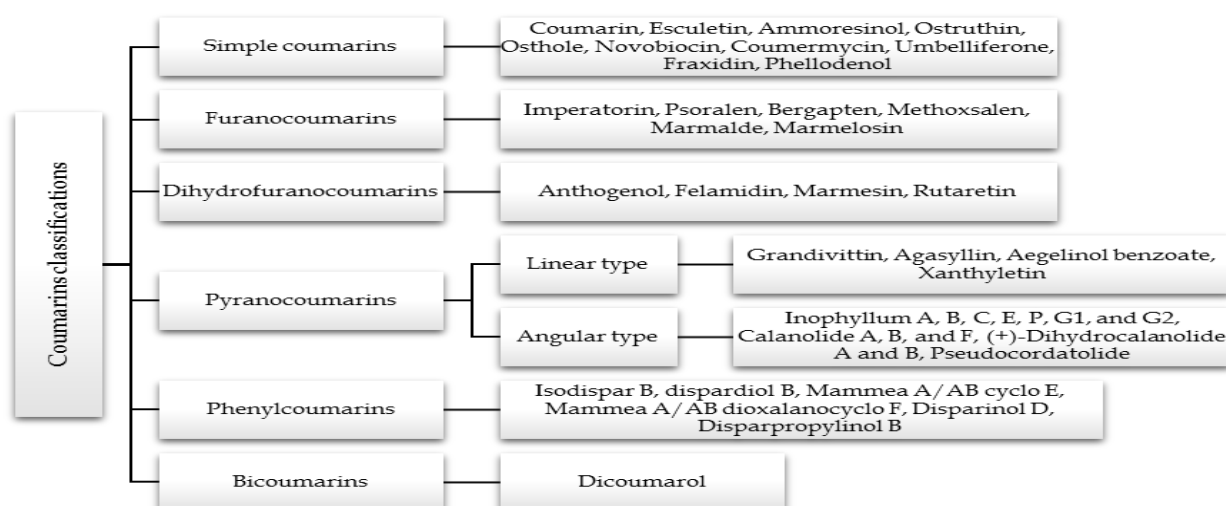 Coumarins classifications
Simple coumarins
Coumarin, Esculetin, Ammoresinol, Ostruthin,
Osthole, Novobiocin, Coumermycin, Umbelliferone,
Fraxidin, Phellodenol
Furanocoumarins
Imperatorin, Psoralen, Bergapten, Methoxsalen,
Marmalde, Marmelosin
Dihydrofuranocoumarins
Anthogenol, Felamidin, Marmesin, Rutaretin
Pyranocoumarins
Linear type
Grandivittin, Agasyllin, Aegelinol benzoate,
Xanthyletin
Angular type
Inophyllum A, B, C, E, P, G1, and G2,
Calanolide A, B, and F, (+)-Dihydrocalanolide
A and B, Pseudocordatolide
Phenylcoumarins
Isodispar B, dispardiol B, Mammea A/AB cyclo E,
Mammea A/AB dioxalanocyclo F, Disparinol D,
Disparpropylinol B
Bicoumarins
Dicoumarol